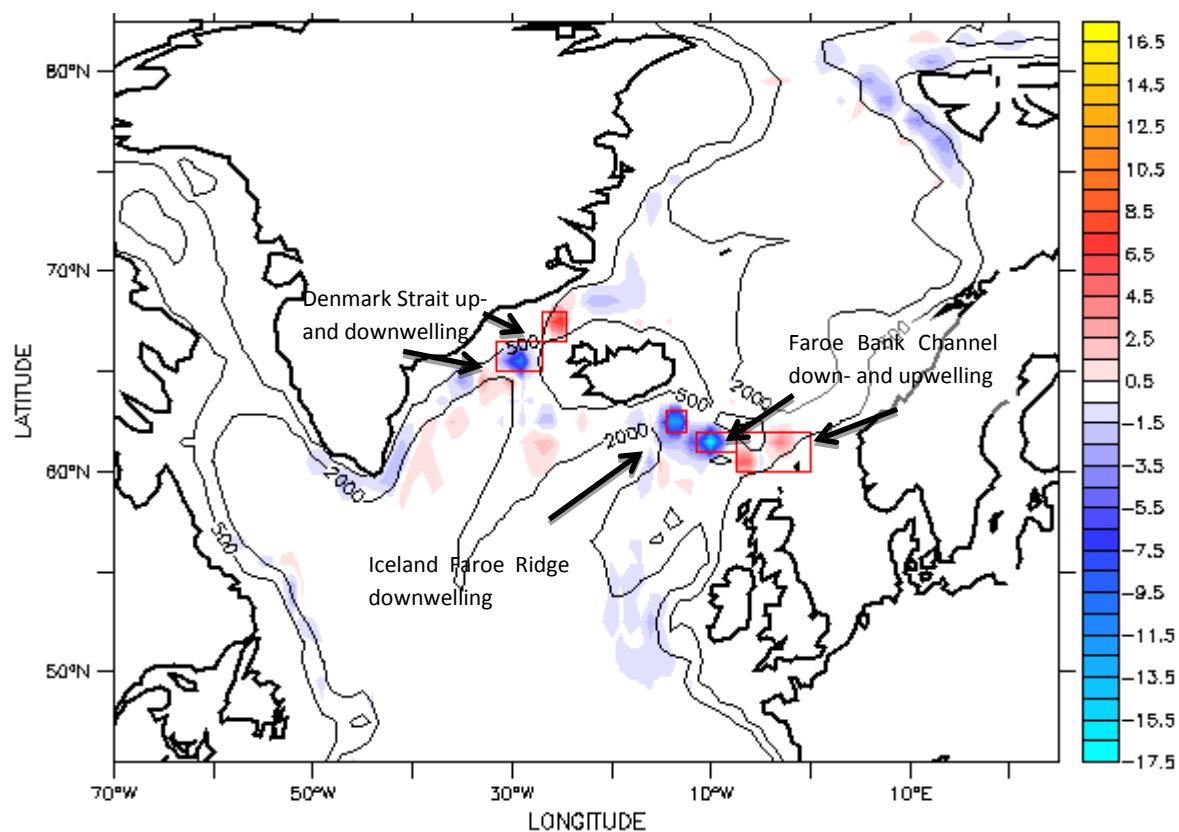 80°N
70°N
60°N
50°N
LATITUDE
70°W
50°W
30°W
10°W
10°E
LONGITUDE
Denmark Strait up-
and downwelling
Faroe Bank Channel
down- and upwelling
Iceland Faroe Ridge
downwelling
500
500
2000
2000
2000
500
16.5
14.5
12.5
10.5
8.5
6.5
4.5
2.5
0.5
-1.5
-3.5
-5.5
-7.5
-9.5
-11.5
-13.5
-15.5
-17.5